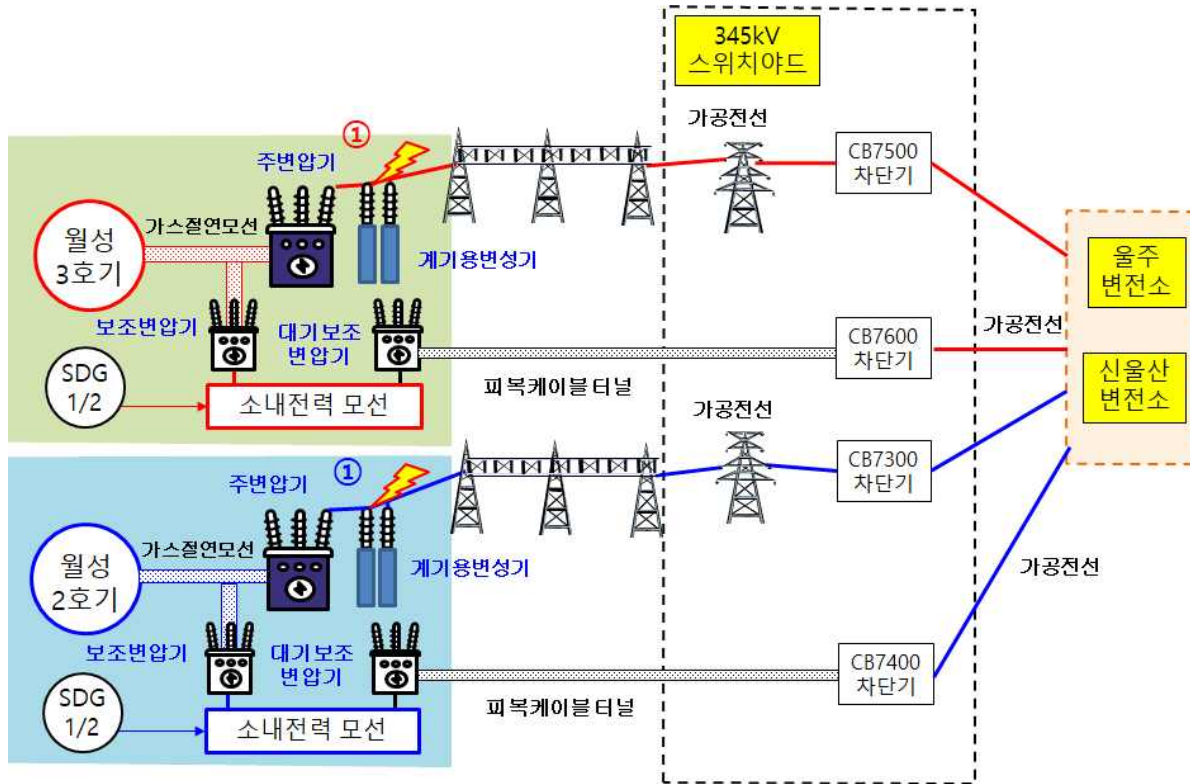 345kV
스위치야드
①
주변압기
가공전선
CB7500
차단기
가스절연모선
월성
3호기
계기용변성기
울주
변전소
보조변압기
대기보조
변압기
CB7600
차단기
가공전선
SDG
1/2
소내전력 모선
피복케이블터널
신울산
변전소
가공전선
①
주변압기
CB7300
차단기
가스절연모선
월성
2호기
계기용변성기
가공전선
보조변압기
대기보조
변압기
CB7400
차단기
SDG
1/2
소내전력 모선
피복케이블터널